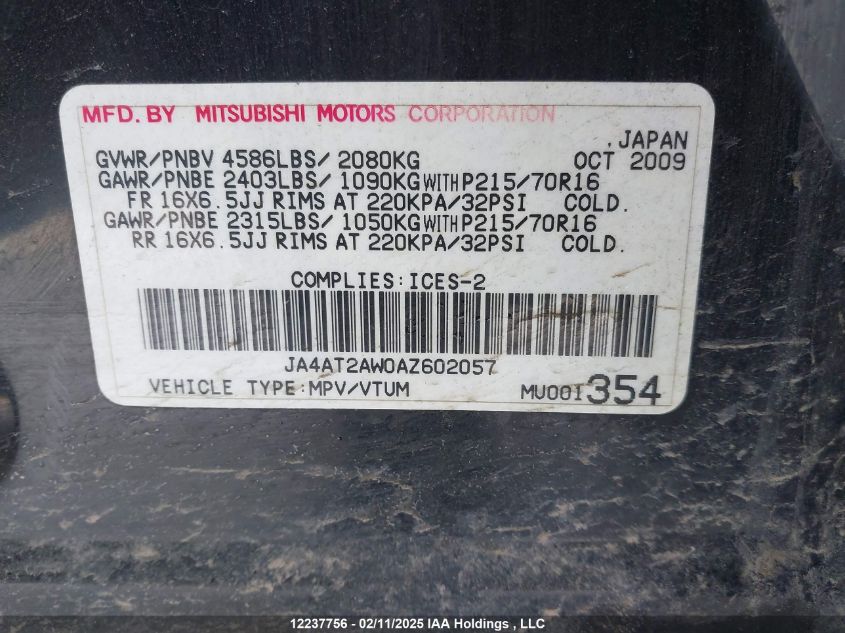 MFD. BY MITSUBISHI MOTORS CORPORATION
, JAPAN
GVWR/PNBV 4586LBS/ 2080KG OCT 2009
GAWR/PNBE 2403LBS/ 1090KG WITH P215/70R16
FR 16X6.5JJ RIMS AT 220KPA/32PSI COLD.
GAWR/PNBE 2315LBS/ 1050KG WITH P215/70R16
RR 16X6.5JJ RIMS AT 220KPA/32PSI COLD.
COMPLIES:ICES-2
JA4AT2AW0AZ602057
VEHICLE TYPE:MPV/VTUM MU001354
12237756 - 02/11/2025 IAA Holdings , LLC